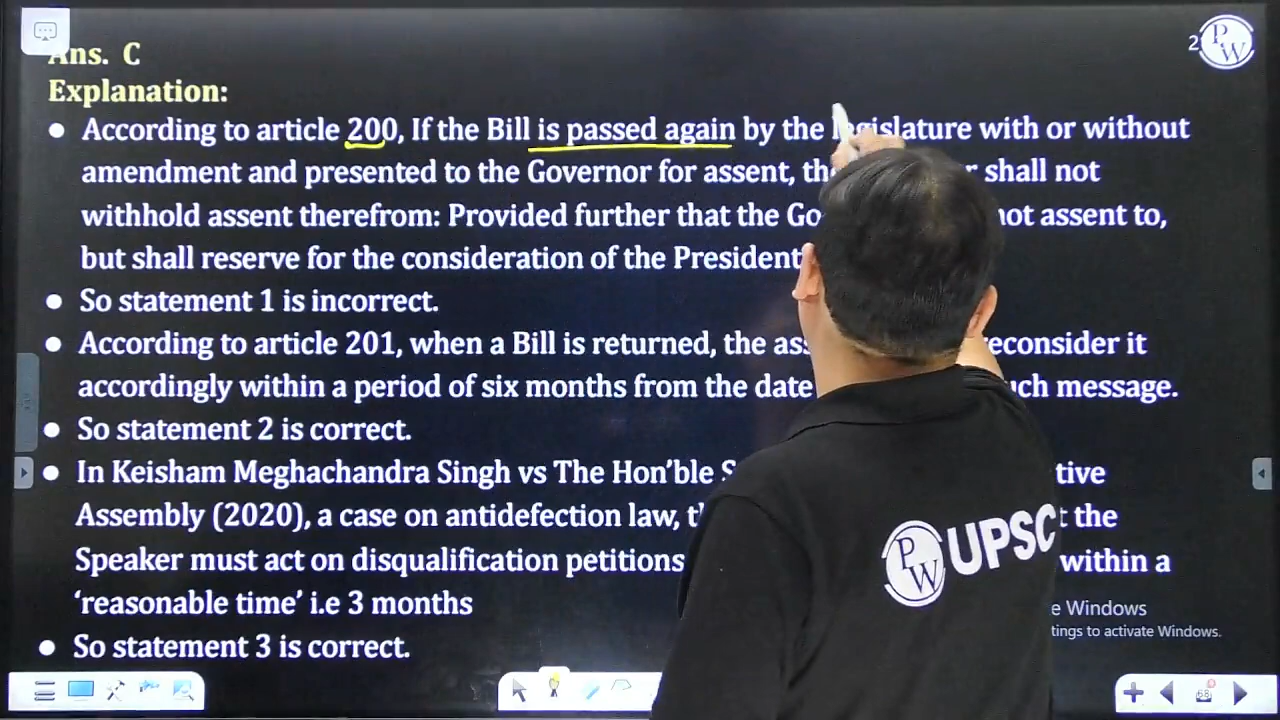 Ans. C
2
PW
Explanation:
According to article 200, If the Bill is passed again by the legislature with or without
amendment and presented to the Governor for assent, the shall not
withhold assent therefrom: Provided further that the not assent to,
but shall reserve for the consideration of the President
So statement 1 is incorrect.
According to article 201, when a Bill is returned, the reconsider it
accordingly within a period of six months from the date such message.
So statement 2 is correct.
In Keisham Meghachandra Singh vs The Hon’ble
Assembly (2020), a case on antidefection law, the
Speaker must act on disqualification petitions within a
‘reasonable time’ i.e 3 months
So statement 3 is correct.
PW UPSC
Windows
to activate Windows.
68